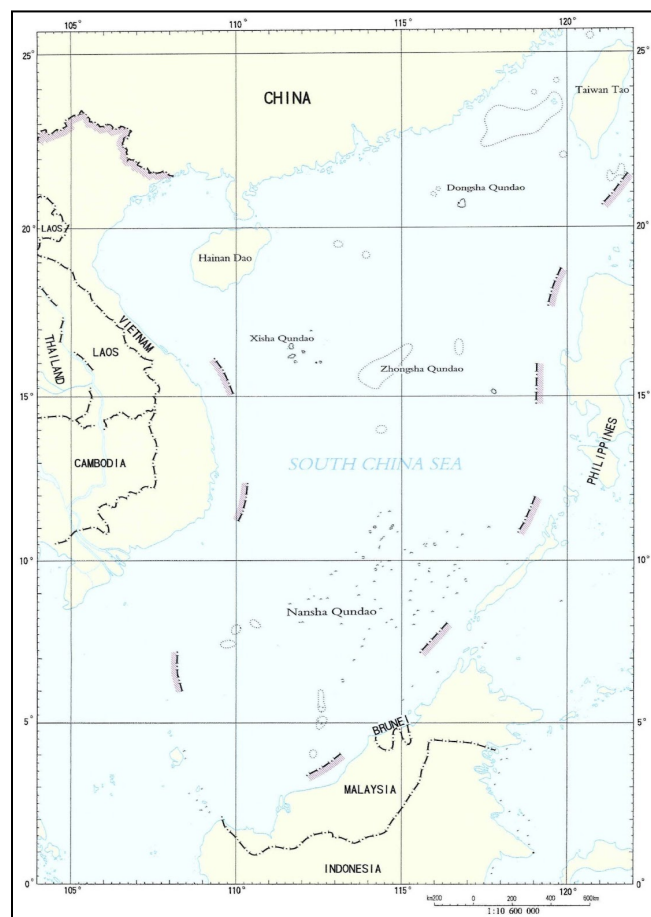 105°
110°
115°
120°
25°
25°
CHINA
Taiwan Tao
Dongsha Qundao
LAOS
20°
20°
Hainan Dao
VIETNAM
Xisha Qundao
THAILAND
LAOS
Zhongsha Qundao
15°
15°
PHILIPPINES
CAMBODIA
SOUTH CHINA SEA
10°
10°
Nansha Qundao
5°
BRUNEI
5°
MALAYSIA
INDONESIA
0°
0°
105°
110°
115°
120°
km200 0 200 400 600km
1:10 600 000